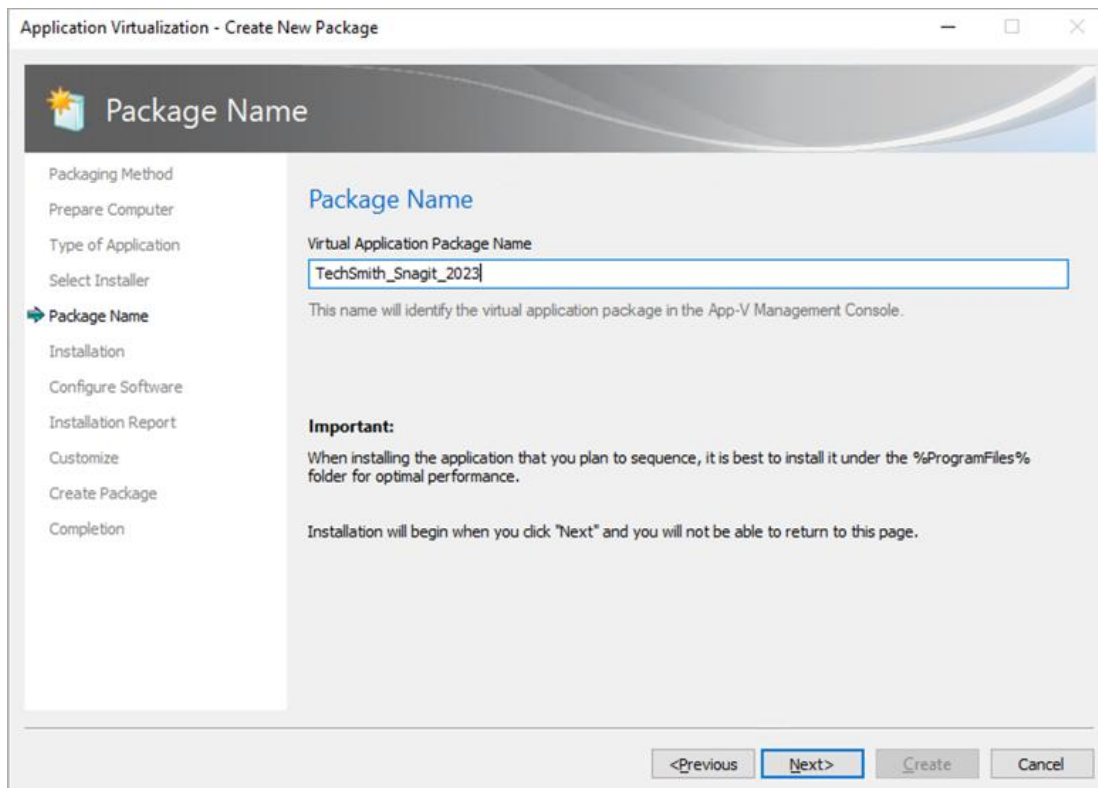 Application Virtualization - Create New Package
Package Name
Packaging Method
Prepare Computer
Type of Application
Select Installer
Package Name
Installation
Configure Software
Installation Report
Customize
Create Package
Completion
Package Name
Virtual Application Package Name
TechSmith_Snagit_2023
This name will identify the virtual application package in the App-V Management Console.
Important:
When installing the application that you plan to sequence, it is best to install it under the %ProgramFiles%
folder for optimal performance.
Installation will begin when you click "Next" and you will not be able to return to this page.
<Previous
Next>
Create
Cancel